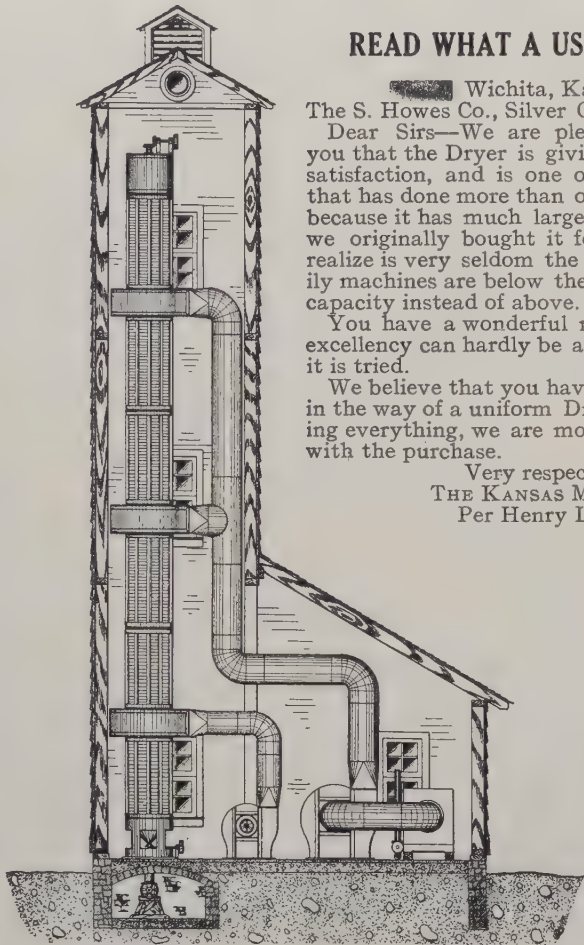 READ WHAT A US
Wichita, Ka
The S. Howes Co., Silver C
Dear Sirs—We are ple
you that the Dryer is givi
satisfaction, and is one o
that has done more than o
because it has much large
we originally bought it fo
realize is very seldom the
ily machines are below the
capacity instead of above.
You have a wonderful m
excellency can hardly be a
it is tried.
We believe that you hav
in the way of a uniform Dr
ing everything, we are mo
with the purchase.
Very respec
THE KANSAS M
Per Henry L